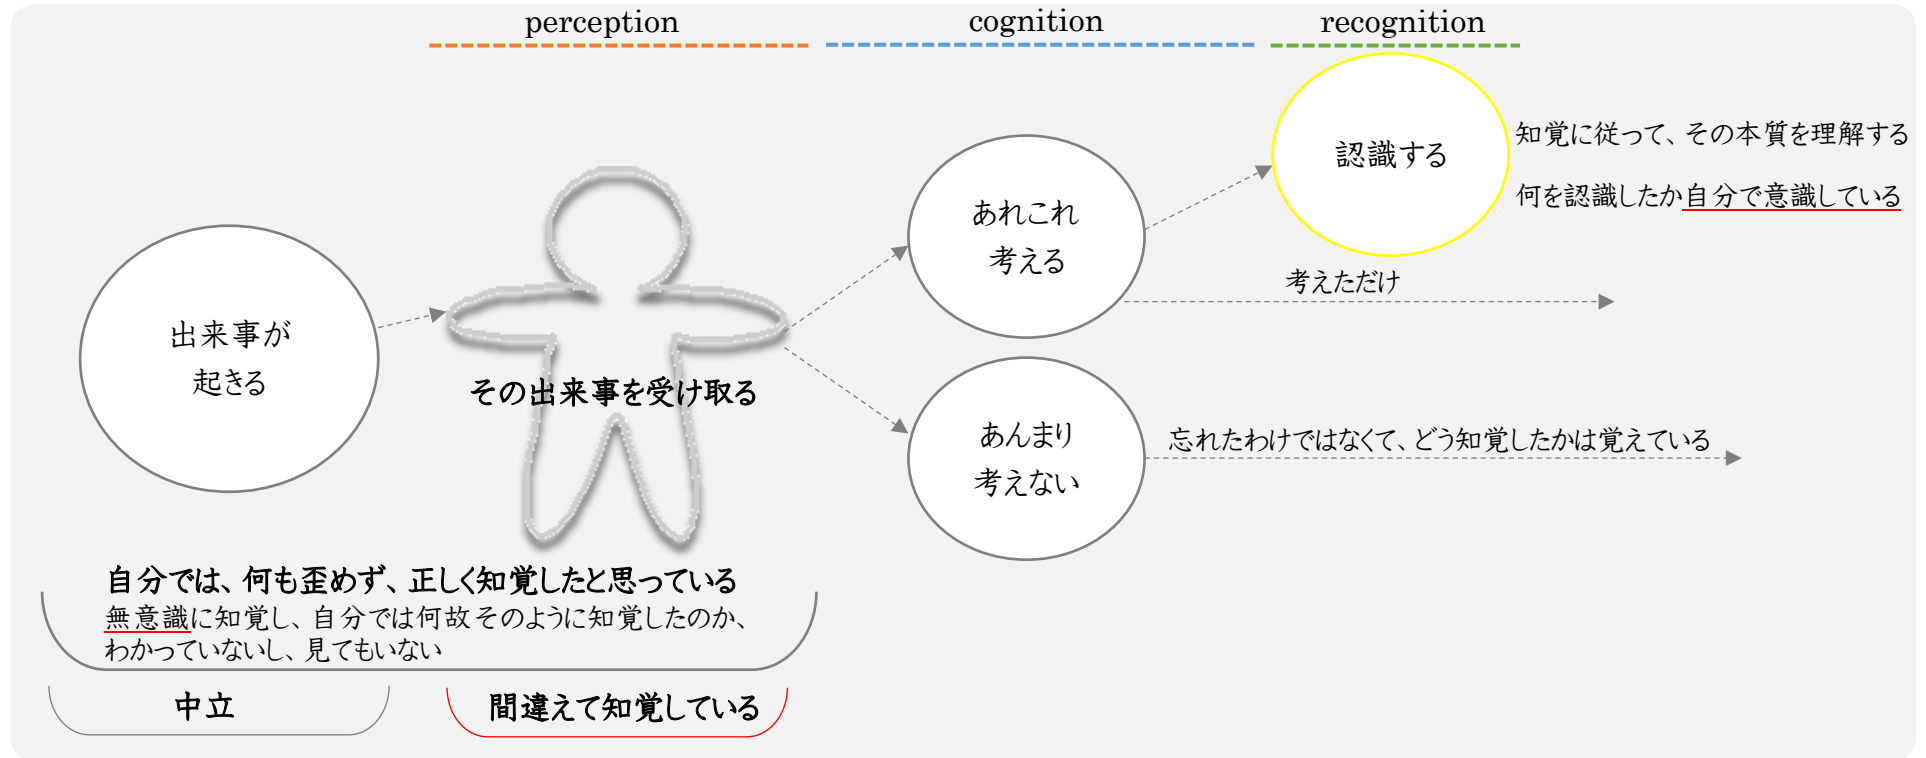 perception
cognition
recognition
認識する
知覚に従って、その本質を理解する
何を認識したか自分で意識している
あれこれ
考える
考えただけ
出来事が
起きる
その出来事を受け取る
あんまり
考えない
忘れたわけではなくて、どう知覚したかは覚えている
自分では、何も歪めず、正しく知覚したと思っている
無意識に知覚し、自分では何故そのように知覚したのか、
わかっていないし、見てもいない
中立
間違えて知覚している